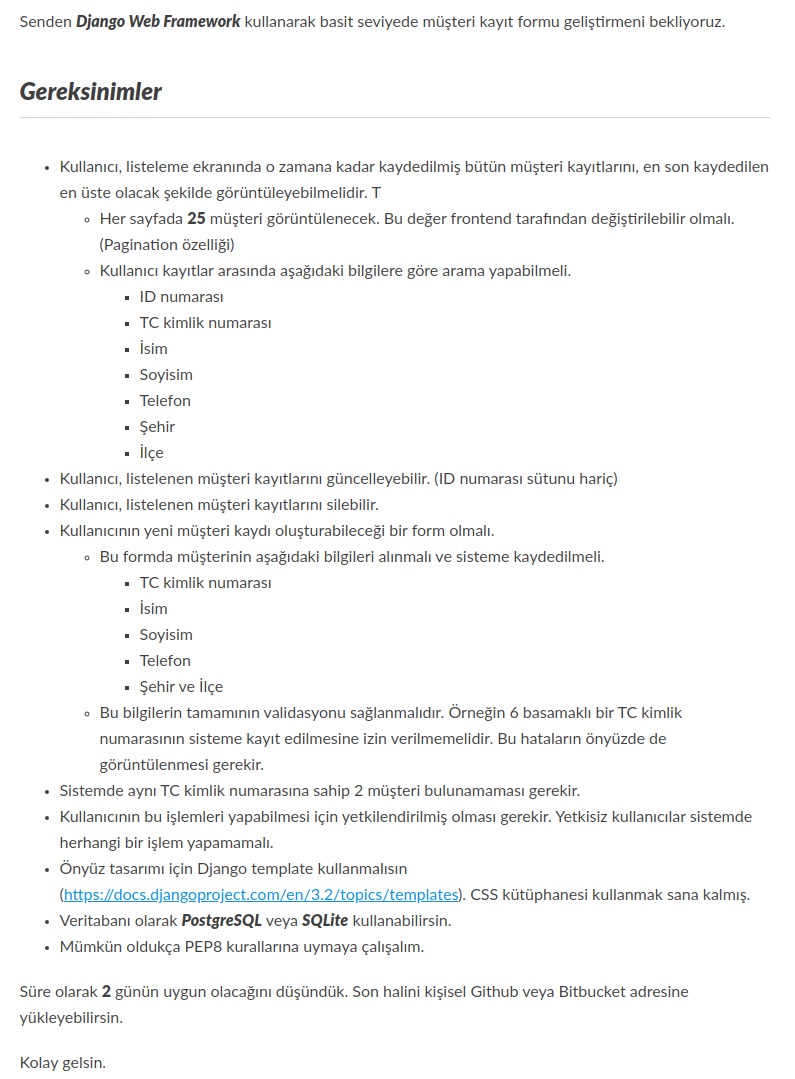 Senden Django Web Framework kullanarak basit seviyede müşteri kayıt formu geliştirmeni bekliyoruz.
Gereksinimler
• Kullanıcı, listeleme ekranında o zamana kadar kaydedilmiş bütün müşteri kayıtlarını, en son kaydedilen
en üste olacak şekilde görüntüleyebilmelidir. T
◦ Her sayfada 25 müşteri görüntülenecek. Bu değer frontend tarafından değiştirilebilir olmalı.
(Pagination özelliği)
◦ Kullanıcı kayıtlar arasında aşağıdaki bilgilere göre arama yapabilmeli.
▪ ID numarası
▪ TC kimlik numarası
▪ İsim
▪ Soyisim
▪ Telefon
▪ Şehir
▪ İlçe
• Kullanıcı, listelenen müşteri kayıtlarını güncelleyebilir. (ID numarası sütunu hariç)
• Kullanıcı, listelenen müşteri kayıtlarını silebilir.
• Kullanıcının yeni müşteri kaydı oluşturabileceği bir form olmalı.
◦ Bu formda müşterinin aşağıdaki bilgileri alınmalı ve sisteme kaydedilmeli.
▪ TC kimlik numarası
▪ İsim
▪ Soyisim
▪ Telefon
▪ Şehir ve İlçe
◦ Bu bilgilerin tamamının validasyonu sağlanmalıdır. Örneğin 6 basamaklı bir TC kimlik
numarasının sisteme kayıt edilmesine izin verilmemelidir. Bu hataların önyüzde de
görüntülenmesi gerekir.
• Sistemde aynı TC kimlik numarasına sahip 2 müşteri bulunamaması gerekir.
• Kullanıcının bu işlemleri yapabilmesi için yetkilendirilmiş olması gerekir. Yetkisiz kullanıcılar sistemde
herhangi bir işlem yapamamalı.
• Önyüz tasarımı için Django template kullanmalısın
(https://docs.djangoproject.com/en/3.2/topics/templates). CSS kütüphanesi kullanmak sana kalmış.
• Veritabanı olarak PostgreSQL veya SQLite kullanabilirsin.
• Mümkün oldukça PEP8 kurallarına uymaya çalışalım.
Süre olarak 2 günün uygun olacağını düşündük. Son halini kişisel Github veya Bitbucket adresine
yükleyebilirsin.
Kolay gelsin.